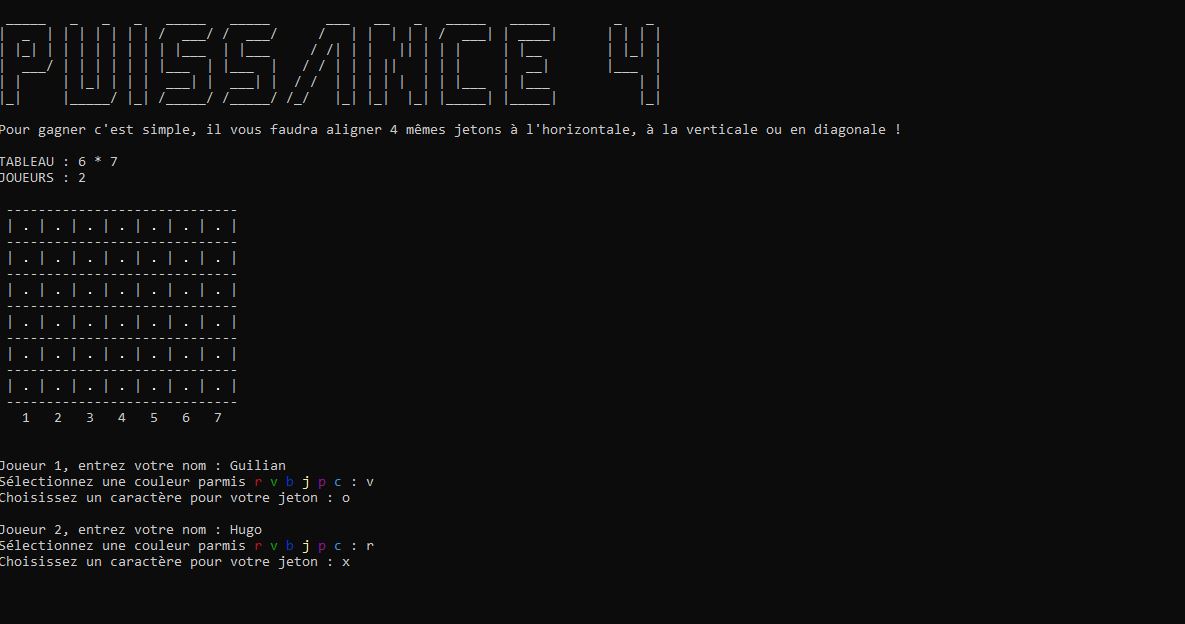 PUISSANCE 4
Pour gagner c'est simple, il vous faudra aligner 4 mêmes jetons à l'horizontale, à la verticale ou en diagonale !
TABLEAU : 6 * 7
JOUEURS : 2
-----------------------------
| . | . | . | . | . | . | . |
-----------------------------
| . | . | . | . | . | . | . |
-----------------------------
| . | . | . | . | . | . | . |
-----------------------------
| . | . | . | . | . | . | . |
-----------------------------
| . | . | . | . | . | . | . |
-----------------------------
| . | . | . | . | . | . | . |
-----------------------------
1 2 3 4 5 6 7
Joueur 1, entrez votre nom : Guilian
Sélectionnez une couleur parmis r v b j p c : v
Choisissez un caractère pour votre jeton : o
Joueur 2, entrez votre nom : Hugo
Sélectionnez une couleur parmis r v b j p c : r
Choisissez un caractère pour votre jeton : x